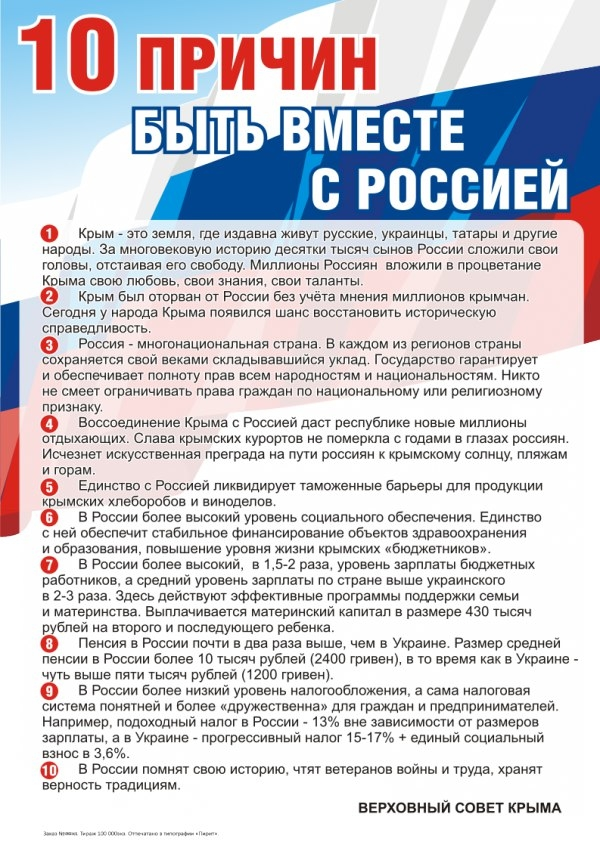 10 ПРИЧИН
БЫТЬ ВМЕСТЕ
С РОССИЕЙ
1 Крым - это земля, где издавна живут русские, украинцы, татары и другие
народы. За многовековую историю десятки тысяч сынов России сложили свои
головы, отстаивая его свободу. Миллионы Россиян вложили в процветание
Крыма свою любовь, свои знания, свои таланты.
2 Крым был оторван от России без учёта мнения миллионов крымчан.
Сегодня у народа Крыма появился шанс восстановить историческую
справедливость.
3 Россия - многонациональная страна. В каждом из регионов страны
сохраняется свой веками складывавшийся уклад. Государство гарантирует
и обеспечивает полноту прав всем народностям и национальностям. Никто
не смеет ограничивать права граждан по национальному или религиозному
признаку.
4 Воссоединение Крыма с Россией даст республике новые миллионы
отдыхающих. Слава крымских курортов не померкла с годами в глазах россиян.
Исчезнет искусственная преграда на пути россиян к крымскому солнцу, пляжам
и горам.
5 Единство с Россией ликвидирует таможенные барьеры для продукции
крымских хлеборобов и виноделов.
6 В России более высокий уровень социального обеспечения. Единство
с ней обеспечит стабильное финансирование объектов здравоохранения
и образования, повышение уровня жизни крымских «бюджетников».
7 В России более высокий, в 1,5-2 раза, уровень зарплаты бюджетных
работников, а средний уровень зарплаты по стране выше украинского
в 2-3 раза. Здесь действуют эффективные программы поддержки семьи
и материнства. Выплачивается материнский капитал в размере 430 тысяч
рублей на второго и последующего ребенка.
8 Пенсия в России почти в два раза выше, чем в Украине. Размер средней
пенсии в России более 10 тысяч рублей (2400 гривен), в то время как в Украине -
чуть выше пяти тысяч рублей (1200 гривен).
9 В России более низкий уровень налогообложения, а сама налоговая
система понятней и более «дружественна» для граждан и предпринимателей.
Например, подоходный налог в России - 13% вне зависимости от размеров
зарплаты, а в Украине - прогрессивный налог 15-17% + единый социальный
взнос в 3,6%.
10 В России помнят свою историю, чтят ветеранов войны и труда, хранят
верность традициям.
ВЕРХОВНЫЙ СОВЕТ КРЫМА
Заказ Тираж 100 000экз Отпечатано в типографии «Пирит».